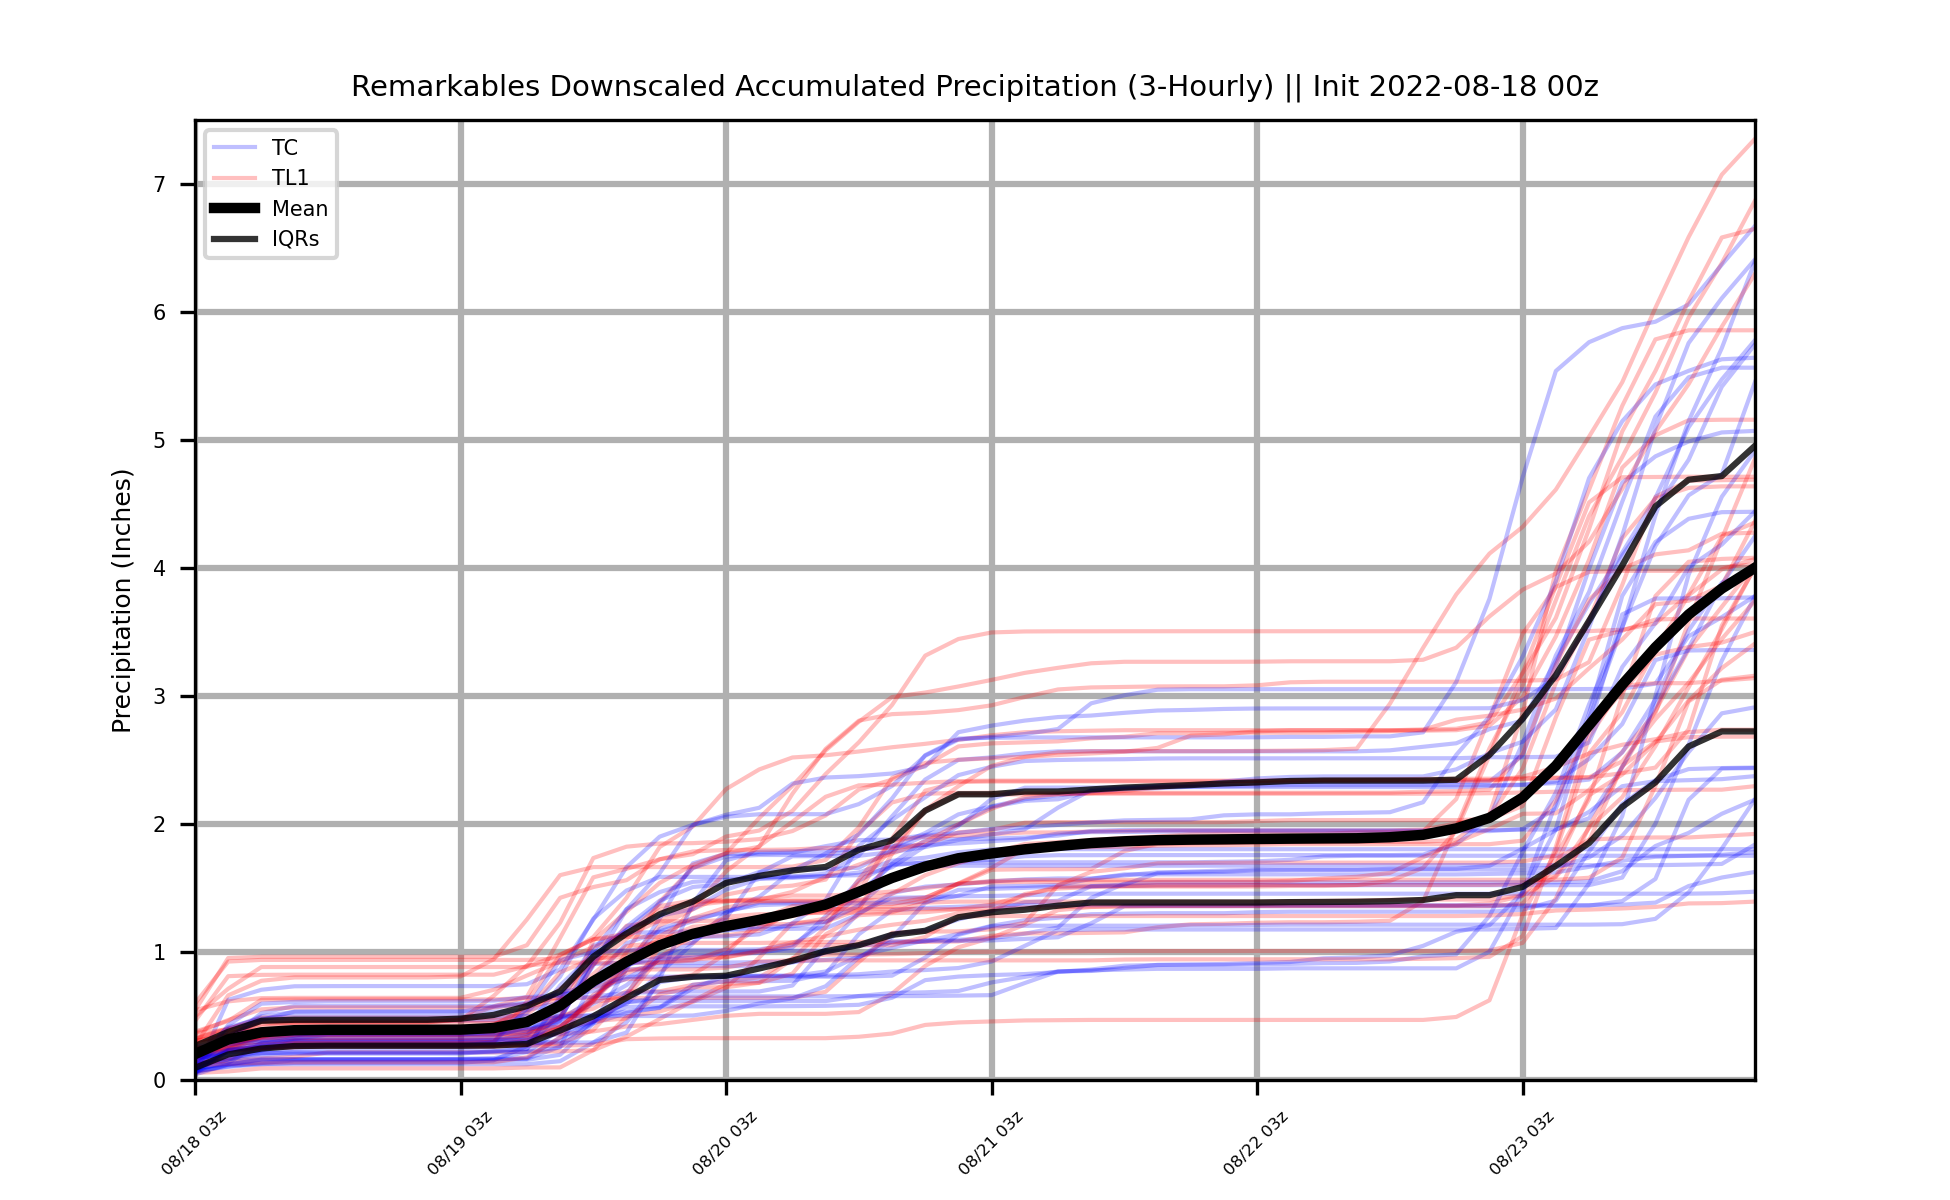 Remarkables Downscaled Accumulated Precipitation (3-Hourly) || Init 2022-08-18 00z
TC
TL1
Mean
IQRs
Precipitation (Inches)
7
6
5
4
3
2
1
0
08/18 03z
08/19 03z
08/20 03z
08/21 03z
08/22 03z
08/23 03z